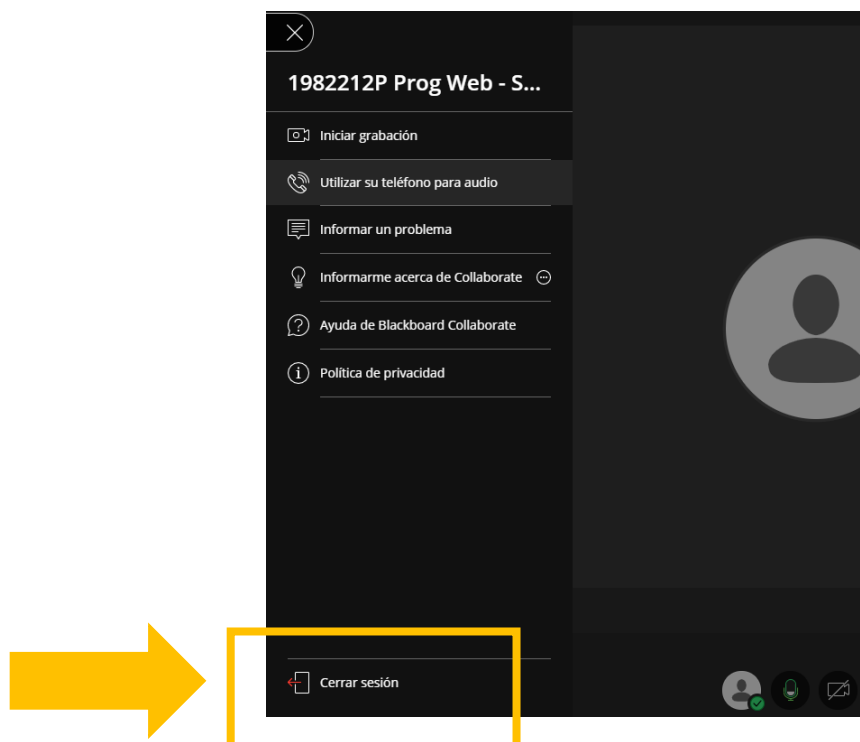 1982212P Prog Web - S...
Iniciar grabación
Utilizar su teléfono para audio
Informar un problema
Informarme acerca de Collaborate
Ayuda de Blackboard Collaborate
Política de privacidad
Cerrar sesión